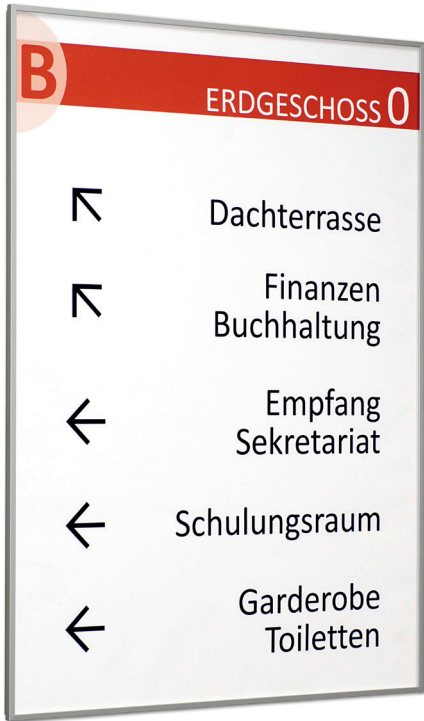 B
ERDGESCHOSS 0
Dachterrasse
Finanzen
Buchhaltung
Empfang
Sekretariat
Schulungsraum
Garderobe
Toiletten